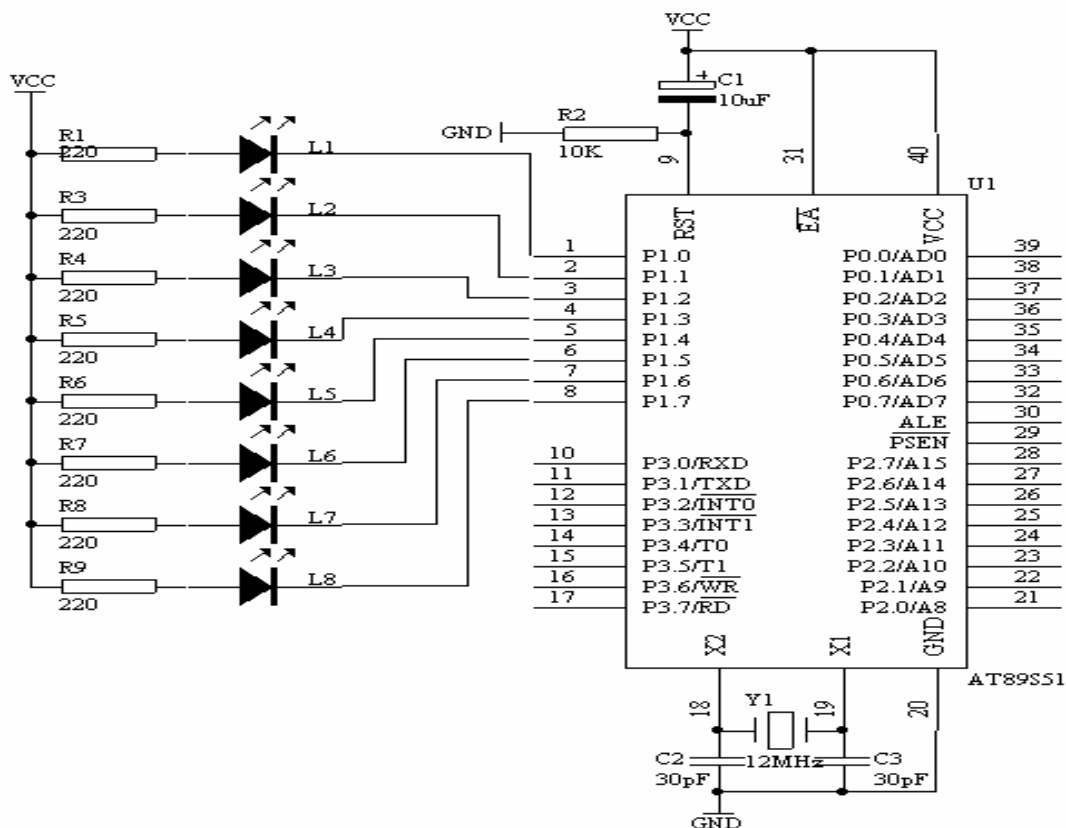 VCC
VCC
C1
10uF
R2
GND
10K
9
31
40
U1
RST
EA
VCC
R1
220
L1
R3
220
L2
R4
220
L3
R5
220
L4
R6
220
L5
R7
220
L6
R8
220
L7
R9
220
L8
1 P1.0 P0.0/AD0 39
2 P1.1 P0.1/AD1 38
3 P1.2 P0.2/AD2 37
4 P1.3 P0.3/AD3 36
5 P1.4 P0.4/AD4 35
6 P1.5 P0.5/AD5 34
7 P1.6 P0.6/AD6 33
8 P1.7 P0.7/AD7 32
ALE 30
PSEN 29
10 P3.0/RXD P2.7/A15 28
11 P3.1/TXD P2.6/A14 27
12 P3.2/INT0 P2.5/A13 26
13 P3.3/INT1 P2.4/A12 25
14 P3.4/T0 P2.3/A11 24
15 P3.5/T1 P2.2/A10 23
16 P3.6/WR P2.1/A9 22
17 P3.7/RD P2.0/A8 21
X2
X1
GND
AT89S51
18
Y1
19
20
C2
12MHz
C3
30pF
30pF
GND